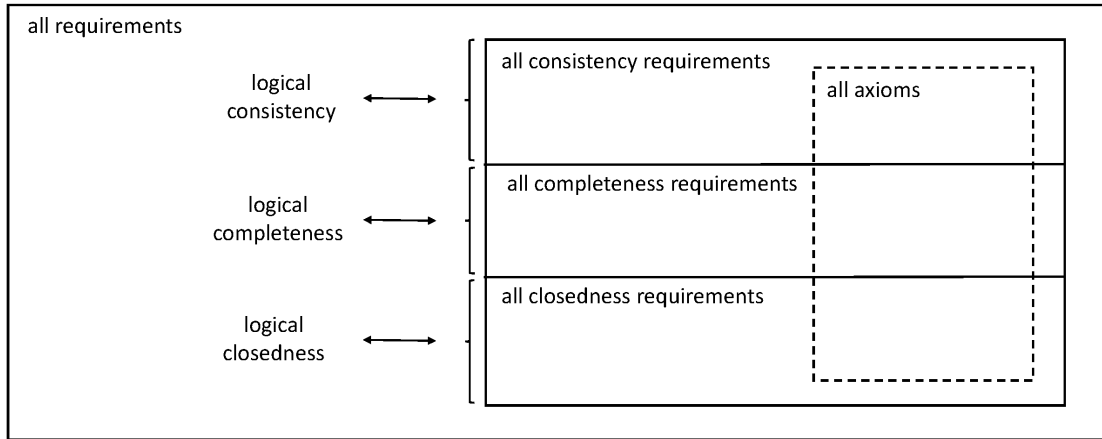 all requirements
logical
consistency
all consistency requirements
all axioms
logical
completeness
all completeness requirements
logical
closedness
all closedness requirements